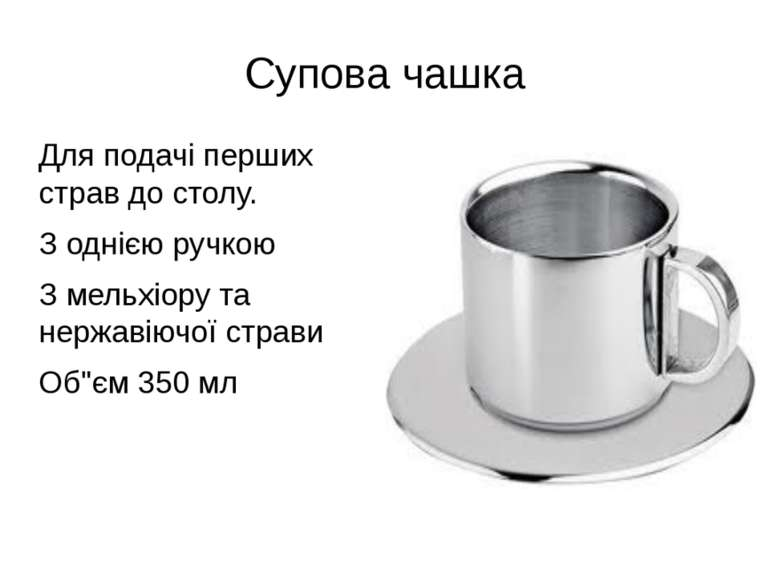 Супова чашка
Для подачі перших
страв до столу.
З однією ручкою
З мельхіору та
нержавіючої страви
Об"єм 350 мл